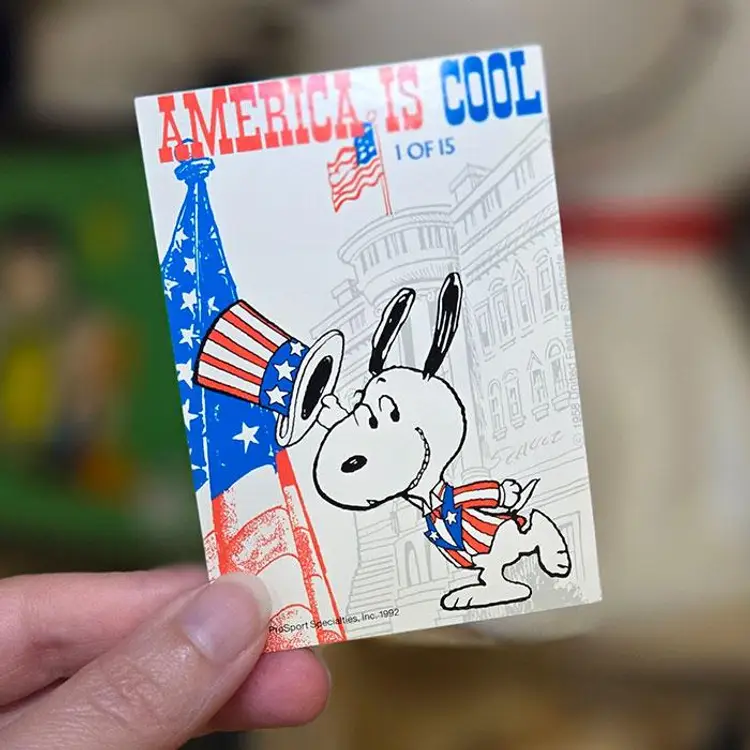 AMERICA IS COOL
1 OF 15
SCHULZ
© 1958 United Feature Syndicate, Inc.
ProSport Specialties, Inc. 1992